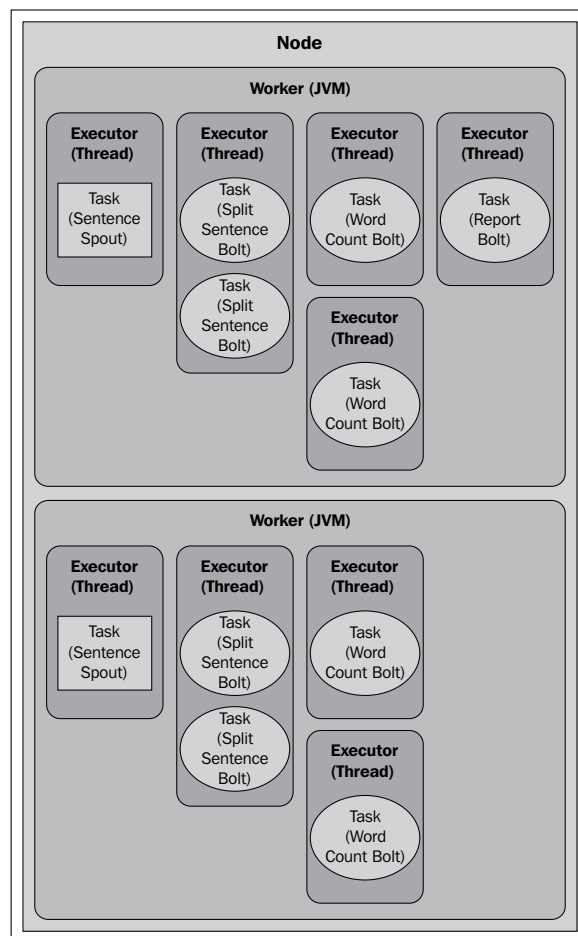 Node
Worker (JVM)
Executor
(Thread)
Task
(Sentence
Spout)
Executor
(Thread)
Task
(Split
Sentence
Bolt)
Task
(Split
Sentence
Bolt)
Executor
(Thread)
Task
(Word
Count Bolt)
Executor
(Thread)
Task
(Word
Count Bolt)
Executor
(Thread)
Task
(Report
Bolt)
Worker (JVM)
Executor
(Thread)
Task
(Sentence
Spout)
Executor
(Thread)
Task
(Split
Sentence
Bolt)
Task
(Split
Sentence
Bolt)
Executor
(Thread)
Task
(Word
Count Bolt)
Executor
(Thread)
Task
(Word
Count Bolt)